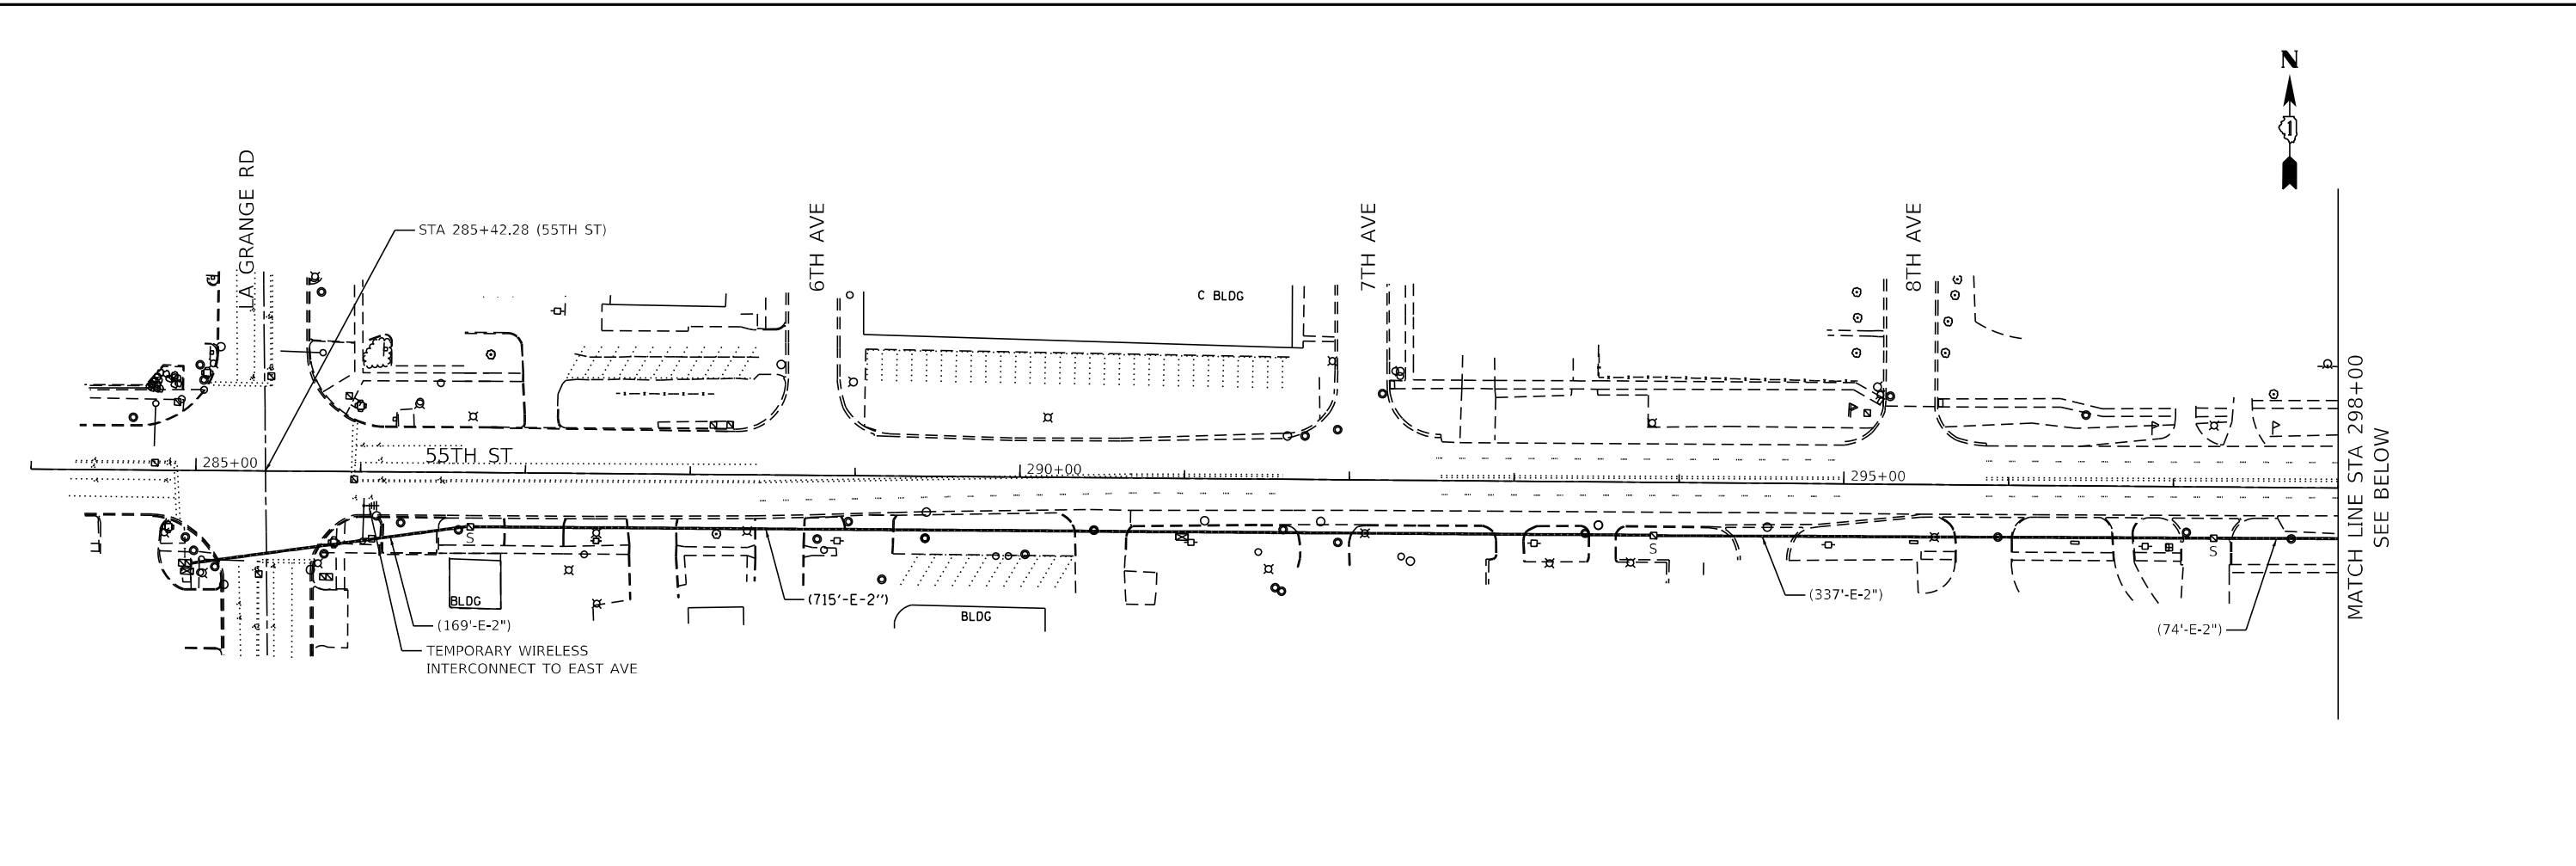 N
1
LA GRANGE RD
STA 285+42.28 (55TH ST)
6TH AVE
7TH AVE
8TH AVE
C BLDG
285+00
55TH ST
290+00
295+00
S
S
S
BLDG
BLDG
(169'-E-2")
(715'-E-2")
(337'-E-2")
(74'-E-2")
TEMPORARY WIRELESS
INTERCONNECT TO EAST AVE
MATCH LINE STA 298+00
SEE BELOW